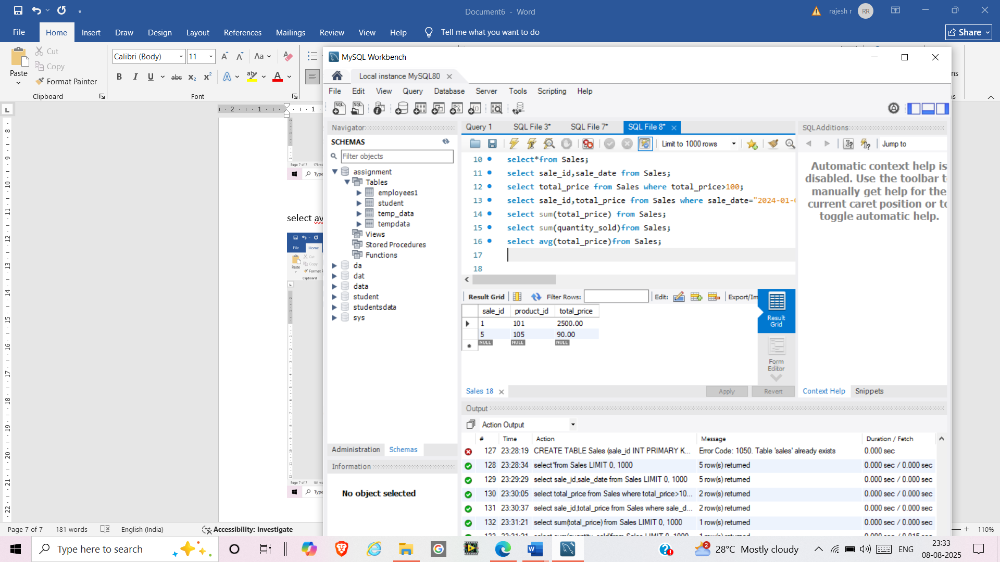 Document6 - Word
rajesh r
RR
File
Home
Insert
Draw
Design
Layout
References
Mailings
Review
View
Help
Tell me what you want to do
Share
Paste
Cut
Copy
Format Painter
Clipboard
Calibri (Body)
11
Font
select av
MySQL Workbench
Local instance MySQL80
File Edit View Query Database Server Tools Scripting Help
Navigator
SCHEMAS
Filter objects
assignment
Tables
employees1
student
temp_data
tempdata
Views
Stored Procedures
Functions
da
dat
data
student
studentsdata
sys
Administration Schemas
Information
No object selected
Query 1 SQL File 3* SQL File 7* SQL File 8*
Limit to 1000 rows
10 select*from Sales;
11 select sale_id,sale_date from Sales;
12 select total_price from Sales where total_price>100;
13 select sale_id,total_price from Sales where sale_date="2024-01-0
14 select sum(total_price) from Sales;
15 select sum(quantity_sold)from Sales;
16 select avg(total_price)from Sales;
17
18
Result Grid Filter Rows: Edit: Export/Im
sale_id product_id total_price
1 101 2500.00
5 105 90.00
NULL NULL NULL
Result Grid
Form Editor
Sales 18
Apply Revert
SQLAdditions
Jump to
Automatic context help is
disabled. Use the toolbar t
manually get help for the
current caret position or to
toggle automatic help.
Context Help Snippets
Output
Action Output
# Time Action Message Duration / Fetch
127 23:28:19 CREATE TABLE Sales (sale_id INT PRIMARY K... Error Code: 1050. Table 'sales' already exists 0.000 sec
128 23:28:34 select*from Sales LIMIT 0, 1000 5 row(s) returned 0.000 sec / 0.000 sec
129 23:29:29 select sale_id,sale_date from Sales LIMIT 0, 1000 5 row(s) returned 0.000 sec / 0.000 sec
130 23:30:05 select total_price from Sales where total_price>10... 2 row(s) returned 0.000 sec / 0.000 sec
131 23:30:37 select sale_id,total_price from Sales where sale_d... 2 row(s) returned 0.000 sec / 0.000 sec
132 23:31:21 select sum(total_price) from Sales LIMIT 0, 1000 1 row(s) returned 0.000 sec / 0.000 sec
Page 7 of 7 181 words English (India) Accessibility: Investigate
110%
Type here to search
28°C Mostly cloudy
ENG
23:33
08-08-2025